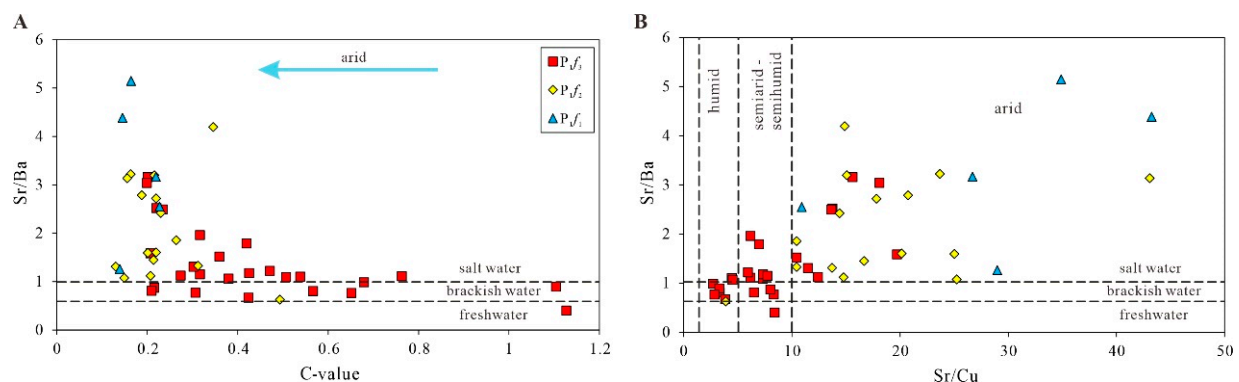 A
Sr/Ba
6
5
4
3
2
1
0
arid
P₁f₃
P₁f₂
P₁f₁
salt water
brackish water
freshwater
0
0.2
0.4
0.6
0.8
1
1.2
C-value
B
Sr/Ba
6
5
4
3
2
1
0
humid
semiarid -
semihumid
arid
salt water
brackish water
freshwater
0
10
20
30
40
50
Sr/Cu